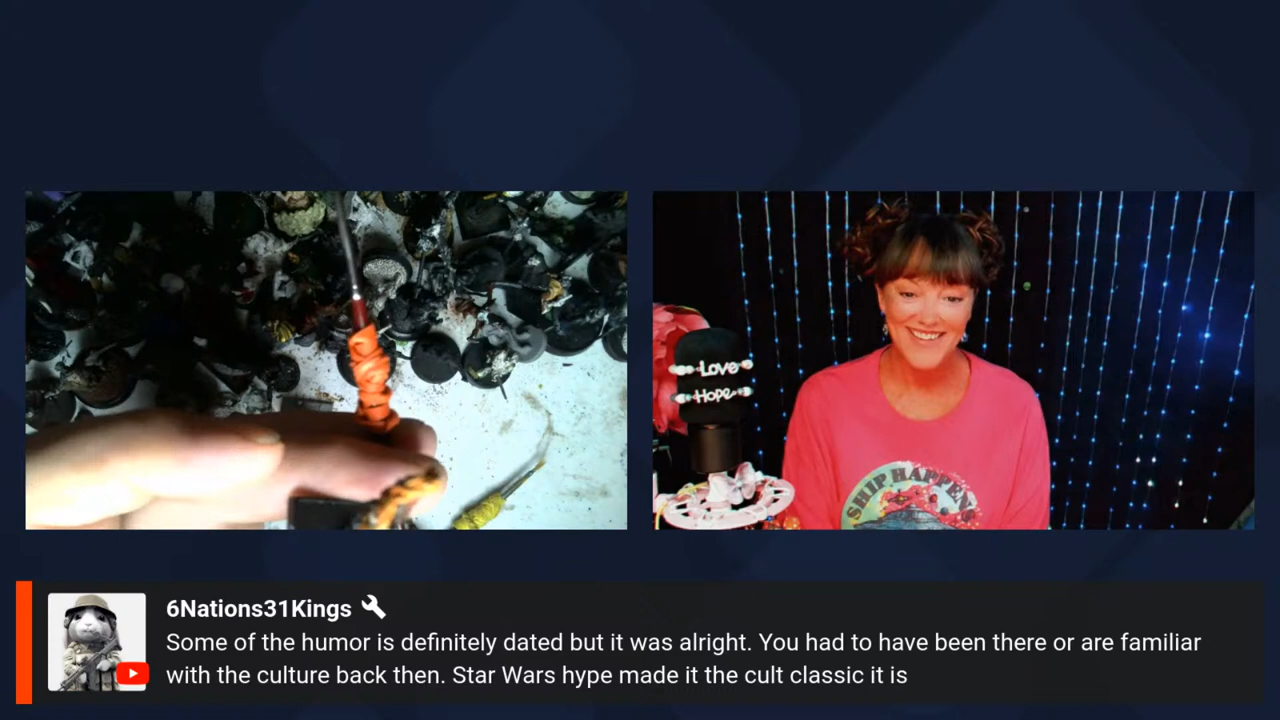 Love
Hope
SHIP HAPPENS
6Nations31Kings
Some of the humor is definitely dated but it was alright. You had to have been there or are familiar
with the culture back then. Star Wars hype made it the cult classic it is